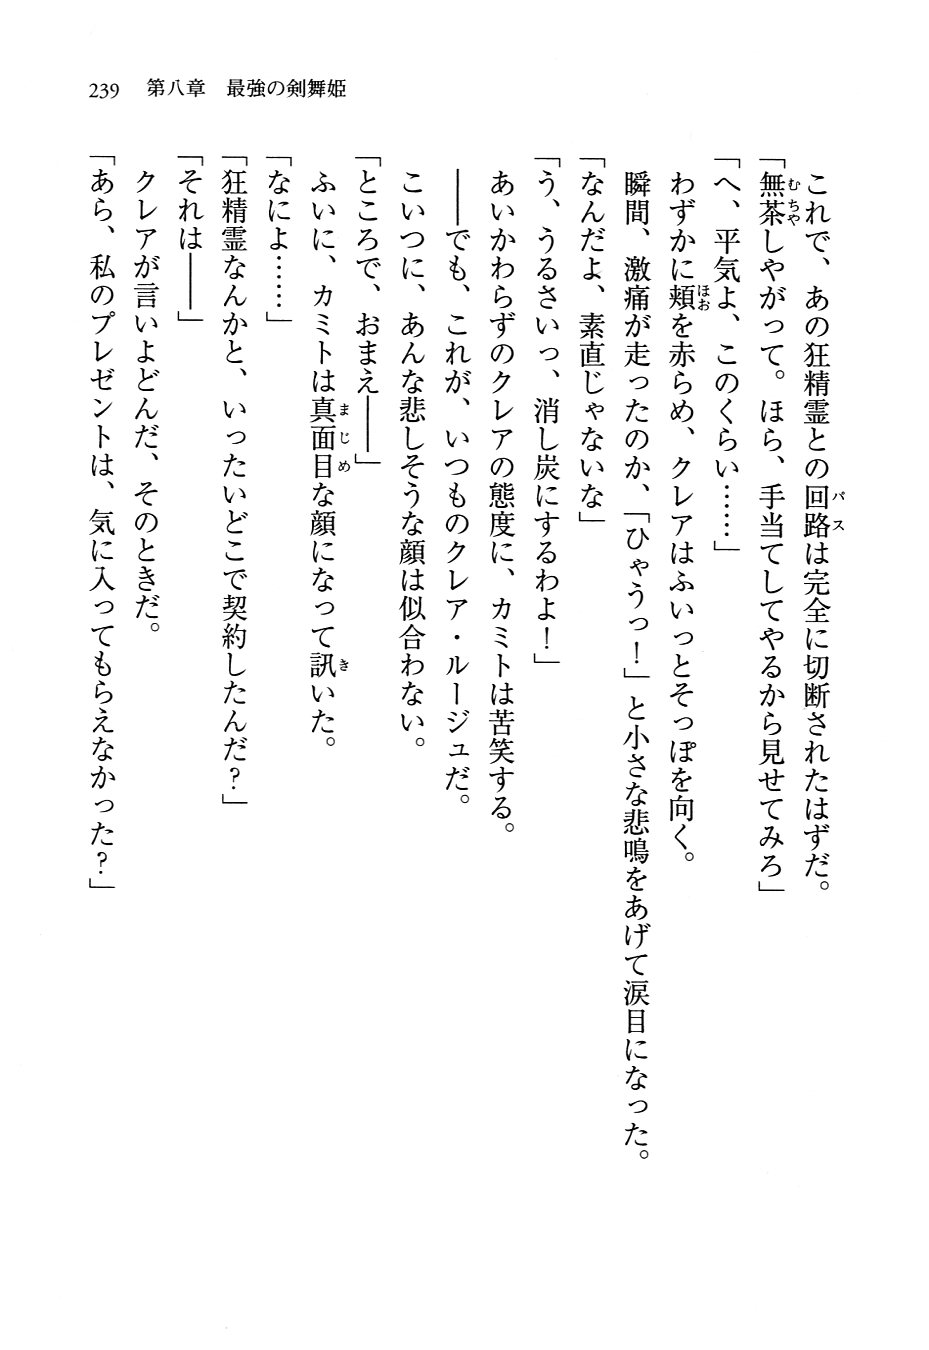 239　第八章　最強の剣舞姫
これで、あの狂精霊との回路は完全に切断されたはずだ。
「無茶しやがって。ほら、手当てしてやるから見せてみろ」
「へ、平気よ、このくらい……」
わずかに頬を赤らめ、クレアはふいっとそっぽを向く。
瞬間、激痛が走ったのか、「ひゃうっ！」と小さな悲鳴をあげて涙目になった。
「なんだよ、素直じゃないな」
「う、うるさいっ、消し炭にするわよ！」
あいかわらずのクレアの態度に、カミトは苦笑する。
――でも、これが、いつものクレア・ルージュだ。
こいつに、あんな悲しそうな顔は似合わない。
「ところで、おまえ――」
ふいに、カミトは真面目な顔になって訊いた。
「なによ……」
「狂精霊なんかと、いったいどこで契約したんだ？」
「それは――」
クレアが言いよどんだ、そのときだ。
「あら、私のプレゼントは、気に入ってもらえなかった？」